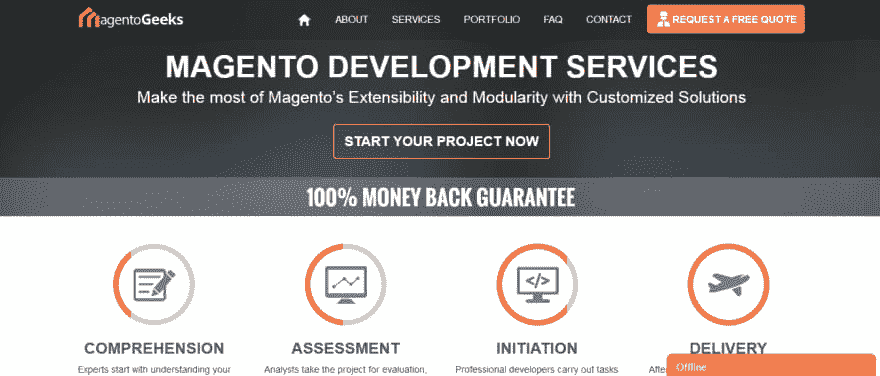 magentoGeeks
ABOUT
SERVICES
PORTFOLIO
FAQ
CONTACT
REQUEST A FREE QUOTE
MAGENTO DEVELOPMENT SERVICES
Make the most of Magento's Extensibility and Modularity with Customized Solutions
START YOUR PROJECT NOW
100% MONEY BACK GUARANTEE
COMPREHENSION
ASSESSMENT
INITIATION
DELIVERY
Experts start with understanding your
Analysts take the project for evaluation,
Professional developers carry out tasks
Offline